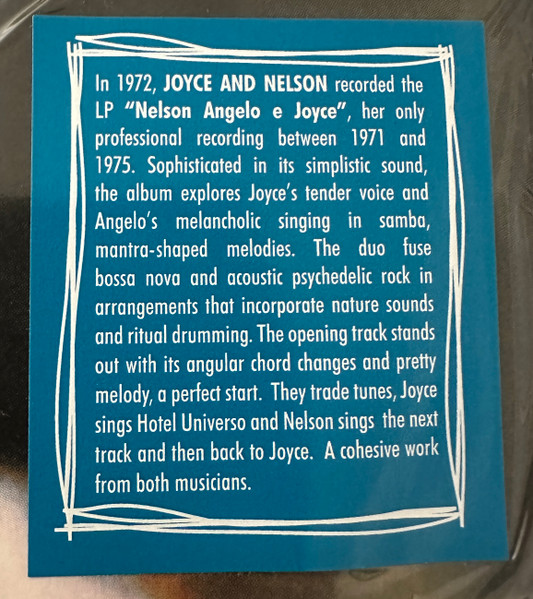 In 1972, JOYCE AND NELSON recorded the
LP “Nelson Angelo e Joyce”, her only
professional recording between 1971 and
1975. Sophisticated in its simplistic sound,
the album explores Joyce’s tender voice and
Angelo’s melancholic singing in samba,
mantra-shaped melodies. The duo fuse
bossa nova and acoustic psychedelic rock in
arrangements that incorporate nature sounds
and ritual drumming. The opening track stands
out with its angular chord changes and pretty
melody, a perfect start. They trade tunes, Joyce
sings Hotel Universo and Nelson sings the next
track and then back to Joyce. A cohesive work
from both musicians.